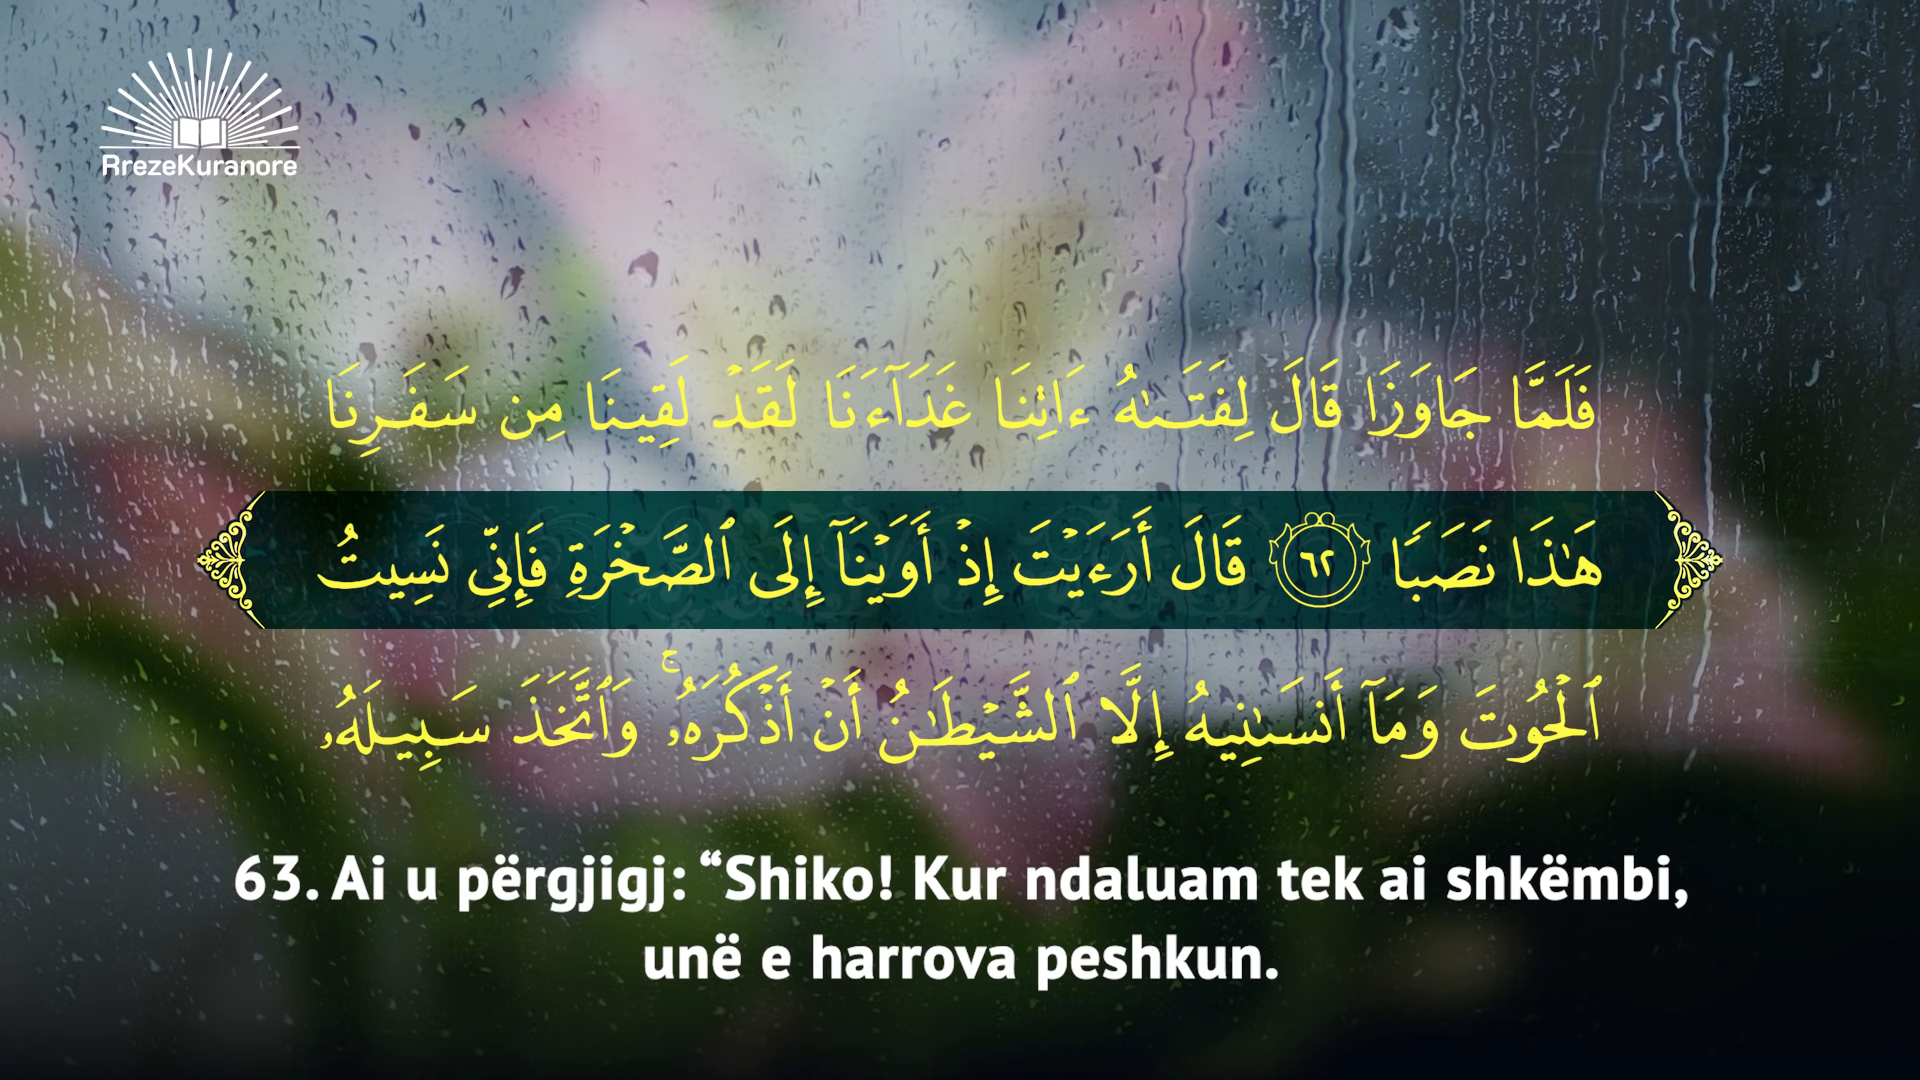 RrezeKuranore
فَلَمَّا جَاوَزَا قَالَ لِفَتَىٰهُ ءَاتِنَا غَدَآءَنَا لَقَدۡ لَقِينَا مِن سَفَرِنَا
هَٰذَا نَصَبٗا ٦٢ قَالَ أَرَءَيۡتَ إِذۡ أَوَيۡنَآ إِلَى ٱلصَّخۡرَةِ فَإِنِّي نَسِيتُ
ٱلۡحُوتَ وَمَآ أَنسَىٰنِيهُ إِلَّا ٱلشَّيۡطَٰنُ أَنۡ أَذۡكُرَهُۥۚ وَٱتَّخَذَ سَبِيلَهُۥ
63. Ai u përgjigj: “Shiko! Kur ndaluam tek ai shkëmbi,
unë e harrova peshkun.